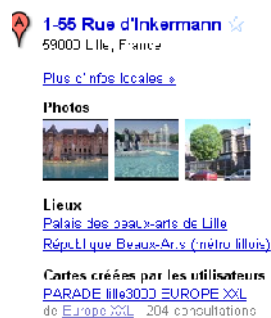 A
1-55 Rue d'Inkermann
59000 Lille, France
Plus d'infos locales »
Photos
Lieux
Palais des beaux-arts de Lille
République Beaux-Arts (métro lillois)
Cartes créées par les utilisateurs
PARADE lille3000 EUROPE XXL
de Europe XXL - 204 consultations